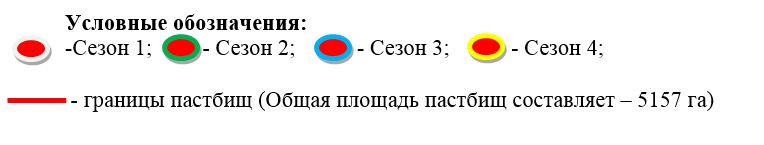 Условные обозначения:
-Сезон 1; - Сезон 2; - Сезон 3; - Сезон 4;
- границы пастбищ (Общая площадь пастбищ составляет – 5157 га)